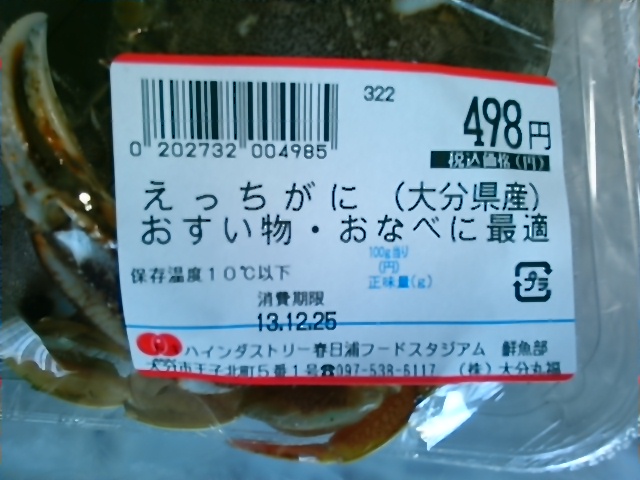 322
498円
税込価格(円)
0 202732 004985
えっちがに (大分県産)
おすい物・おなべに最適
100g当り
(円)
正味量(g)
保存温度10℃以下
プラ
消費期限
13.12.25
ハインダストリー春日浦フードスタジアム 鮮魚部
大分市王子北町5番1号☎097-538-6117 (株)大分丸福